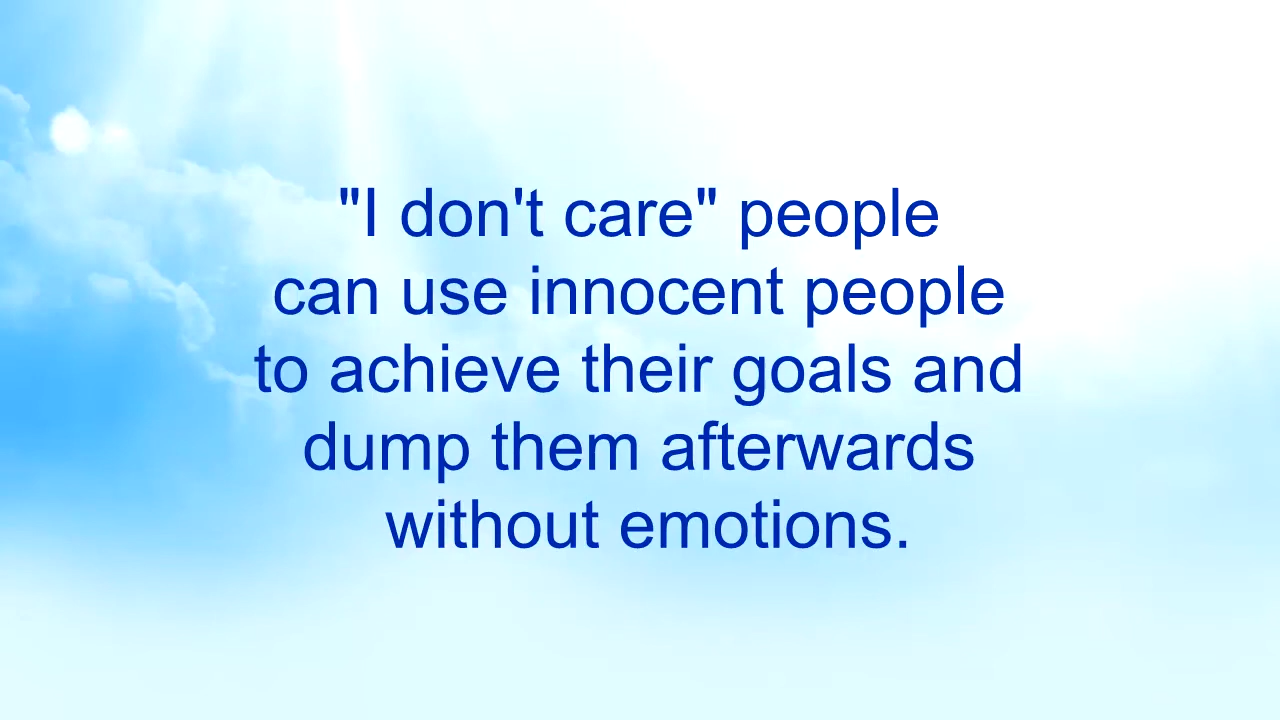 "I don't care" people
can use innocent people
to achieve their goals and
dump them afterwards
without emotions.